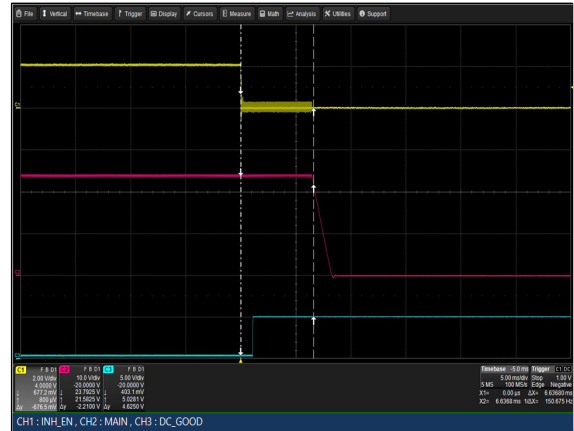 File Vertical Timebase Trigger Display Cursors Measure Math Analysis Utilities Support
C1 F B D1 C2 F B D1 C3 F B D1
2.00 V/div 10.0 V/div 5.00 V/div
4.0000 V -20.0000 V -20.0000 V
↓ 677.2 mV ↓ 23.7925 V ↓ 403.1 mV
↑ 800 µV ↑ 21.5825 V ↑ 5.0281 V
Δy -676.5 mV Δy -2.2100 V Δy 4.6250 V
Timebase -5.0 ms Trigger C1 DC
5.00 ms/div Stop 1.00 V
5 MS 100 MS/s Edge Negative
X1= 0.00 µs ΔX= 6.63680 ms
X2= 6.6368 ms 1/ΔX= 150.675 Hz
CH1 : INH_EN , CH2 : MAIN , CH3 : DC_GOOD